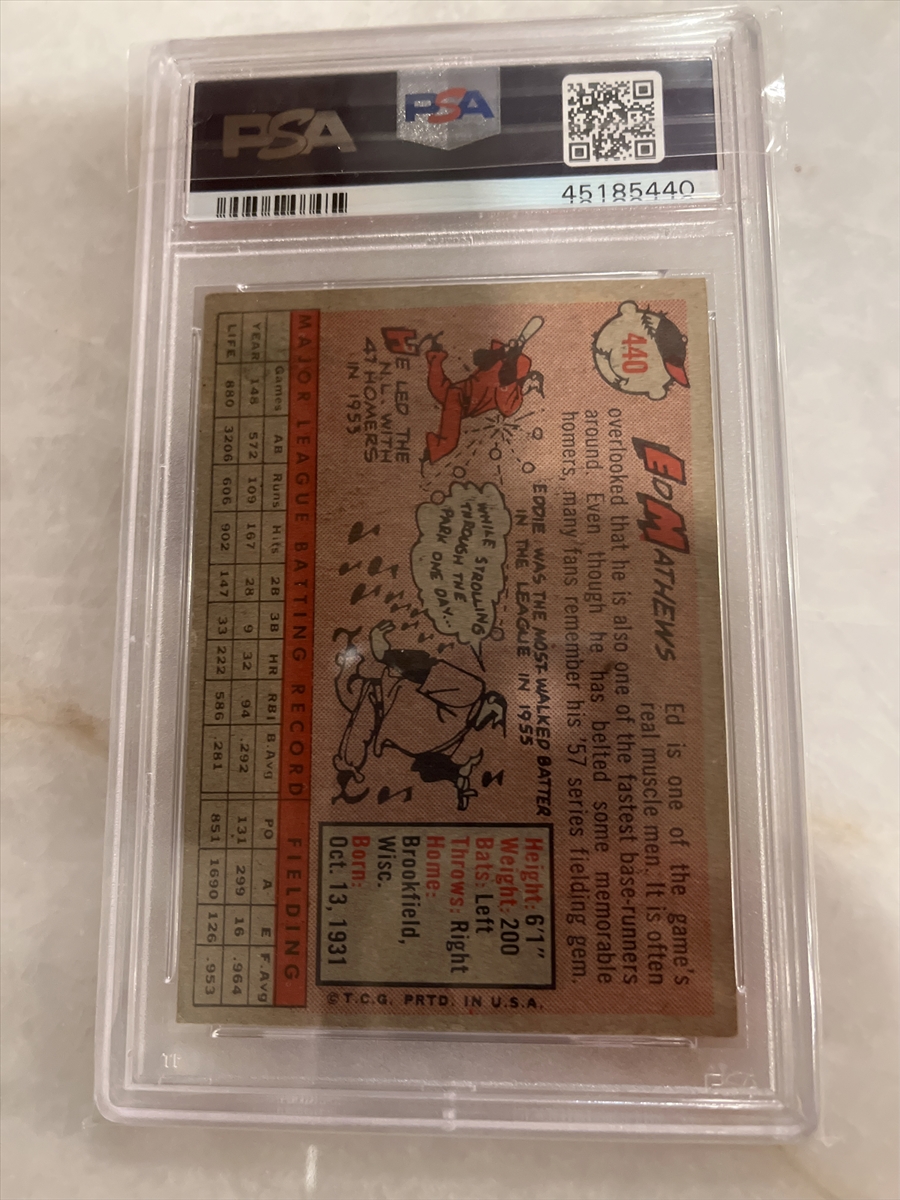 PSA
PSA
45185440
440
ED MATHEWS
Ed is one of the game's
real muscle men. It is often
overlooked that he is also one of the fastest base-runners
around. Even though he has belted some memorable
homers, many fans remember his '57 series fielding gem.
HE LED THE
N.L. WITH
47 HOMERS
IN 1953
EDDIE WAS THE MOST-WALKED BATTER
IN THE LEAGUE IN 1955
WHILE STROLLING
THROUGH THE
PARK ONE DAY...
Height: 6'1"
Weight: 200
Bats: Left
Throws: Right
Home:
Brookfield,
Wisc.
Born:
Oct. 13, 1931
MAJOR LEAGUE BATTING RECORD FIELDING
Games AB Runs Hits 2B 3B HR RBI B.Avg PO A E F.Avg
YEAR 148 572 109 167 28 9 32 94 .292 131 299 16 .964
LIFE 880 3206 606 902 147 33 222 586 .281 851 1690 126 .953
© T.C.G. PRTD. IN U.S.A.
PSA